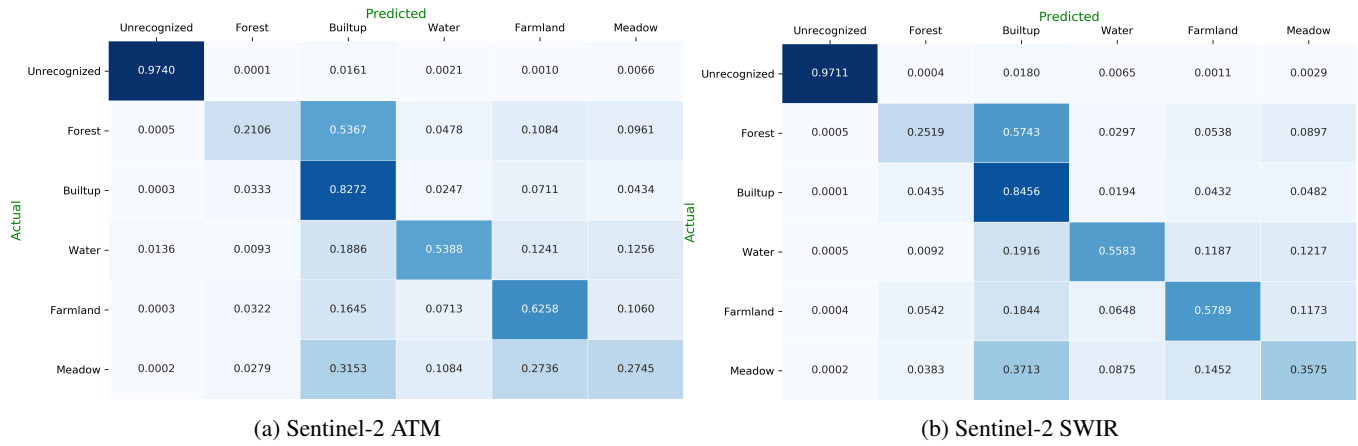 Predicted
Unrecognized Forest Builtup Water Farmland Meadow
Actual
Unrecognized 0.9740 0.0001 0.0161 0.0021 0.0010 0.0066
Forest 0.0005 0.2106 0.5367 0.0478 0.1084 0.0961
Builtup 0.0003 0.0333 0.8272 0.0247 0.0711 0.0434
Water 0.0136 0.0093 0.1886 0.5388 0.1241 0.1256
Farmland 0.0003 0.0322 0.1645 0.0713 0.6258 0.1060
Meadow 0.0002 0.0279 0.3153 0.1084 0.2736 0.2745
(a) Sentinel-2 ATM
Predicted
Unrecognized Forest Builtup Water Farmland Meadow
Actual
Unrecognized 0.9711 0.0004 0.0180 0.0065 0.0011 0.0029
Forest 0.0005 0.2519 0.5743 0.0297 0.0538 0.0897
Builtup 0.0001 0.0435 0.8456 0.0194 0.0432 0.0482
Water 0.0005 0.0092 0.1916 0.5583 0.1187 0.1217
Farmland 0.0004 0.0542 0.1844 0.0648 0.5789 0.1173
Meadow 0.0002 0.0383 0.3713 0.0875 0.1452 0.3575
(b) Sentinel-2 SWIR